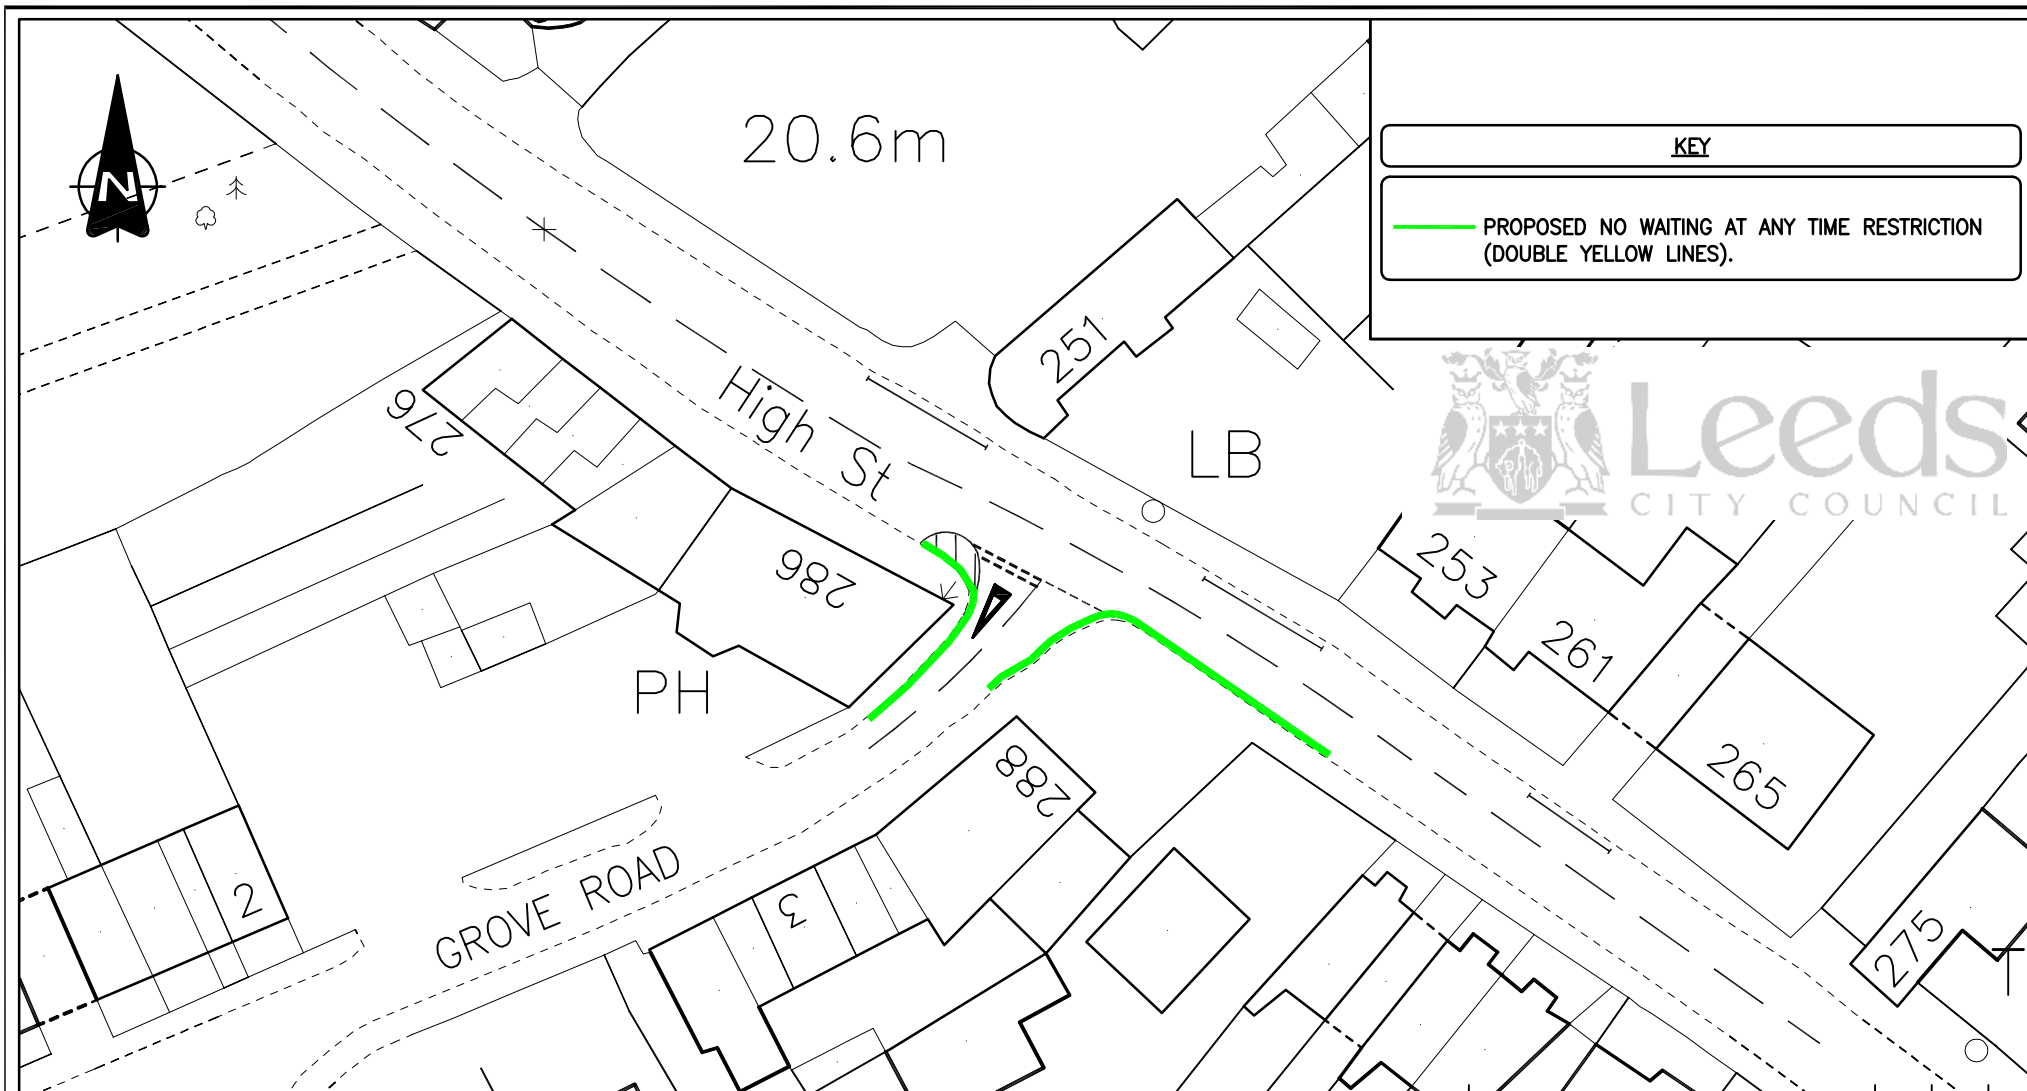 20.6m
N
KEY
PROPOSED NO WAITING AT ANY TIME RESTRICTION
(DOUBLE YELLOW LINES).
Leeds
CITY COUNCIL
251
High St
276
LB
253
286
261
PH
265
288
GROVE ROAD
2
3
275